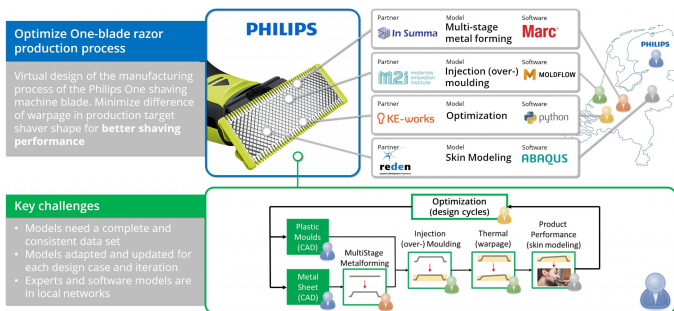 Optimize One-blade razor
production process
Virtual design of the manufacturing
process of the Philips One shaving
machine blade. Minimize difference
of warpage in production target
shaver shape for better shaving
performance
PHILIPS
Partner
In Summa
Model
Multi-stage
metal forming
Software
Marc®
Partner
M2i materials
innovation
institute
Model
Injection (over-)
moulding
Software
MOLDFLOW
Partner
KE-works
Model
Optimization
Software
python
Partner
reden
Model
Skin Modeling
Software
ABAQUS
PHILIPS
Key challenges
• Models need a complete and
consistent data set
• Models adapted and updated for
each design case and iteration
• Experts and software models are
in local networks
Optimization
(design cycles)
Plastic
Moulds
(CAD)
Metal
Sheet
(CAD)
MultiStage
Metalforming
Injection
(over-) Moulding
Thermal
(warpage)
Product
Performance
(skin modeling)